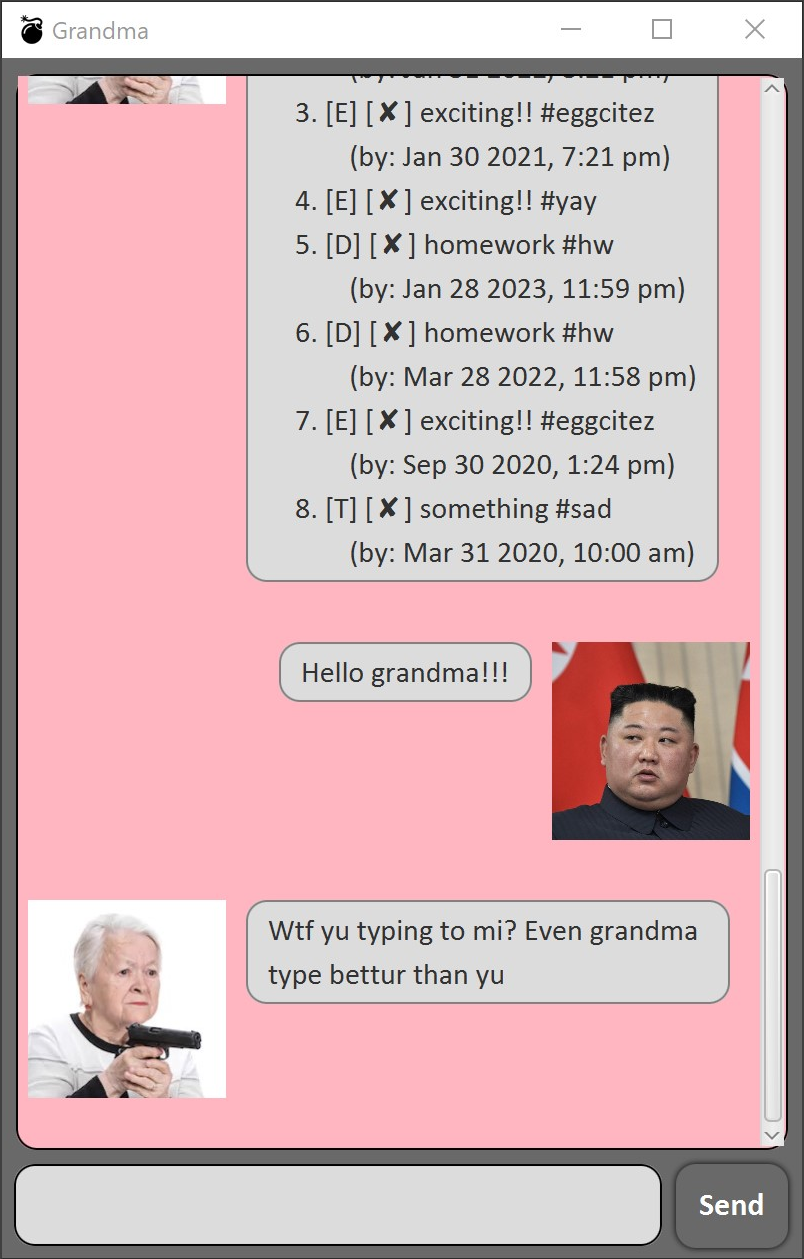 Grandma
3. [E] [✘] exciting!! #eggcitez
(by: Jan 30 2021, 7:21 pm)
4. [E] [✘] exciting!! #yay
5. [D] [✘] homework #hw
(by: Jan 28 2023, 11:59 pm)
6. [D] [✘] homework #hw
(by: Mar 28 2022, 11:58 pm)
7. [E] [✘] exciting!! #eggcitez
(by: Sep 30 2020, 1:24 pm)
8. [T] [✘] something #sad
(by: Mar 31 2020, 10:00 am)
Hello grandma!!!
Wtf yu typing to mi? Even grandma
type bettur than yu
Send